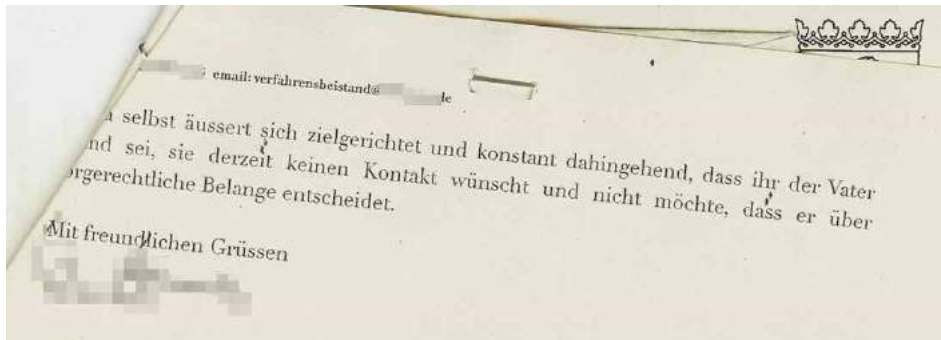 email: verfahrensbeistand@ de
selbst äussert sich zielgerichtet und konstant dahingehend, dass ihr der Vater
nd sei, sie derzeit keinen Kontakt wünscht und nicht möchte, dass er über
orgerechtliche Belange entscheidet.
Mit freundlichen Grüssen